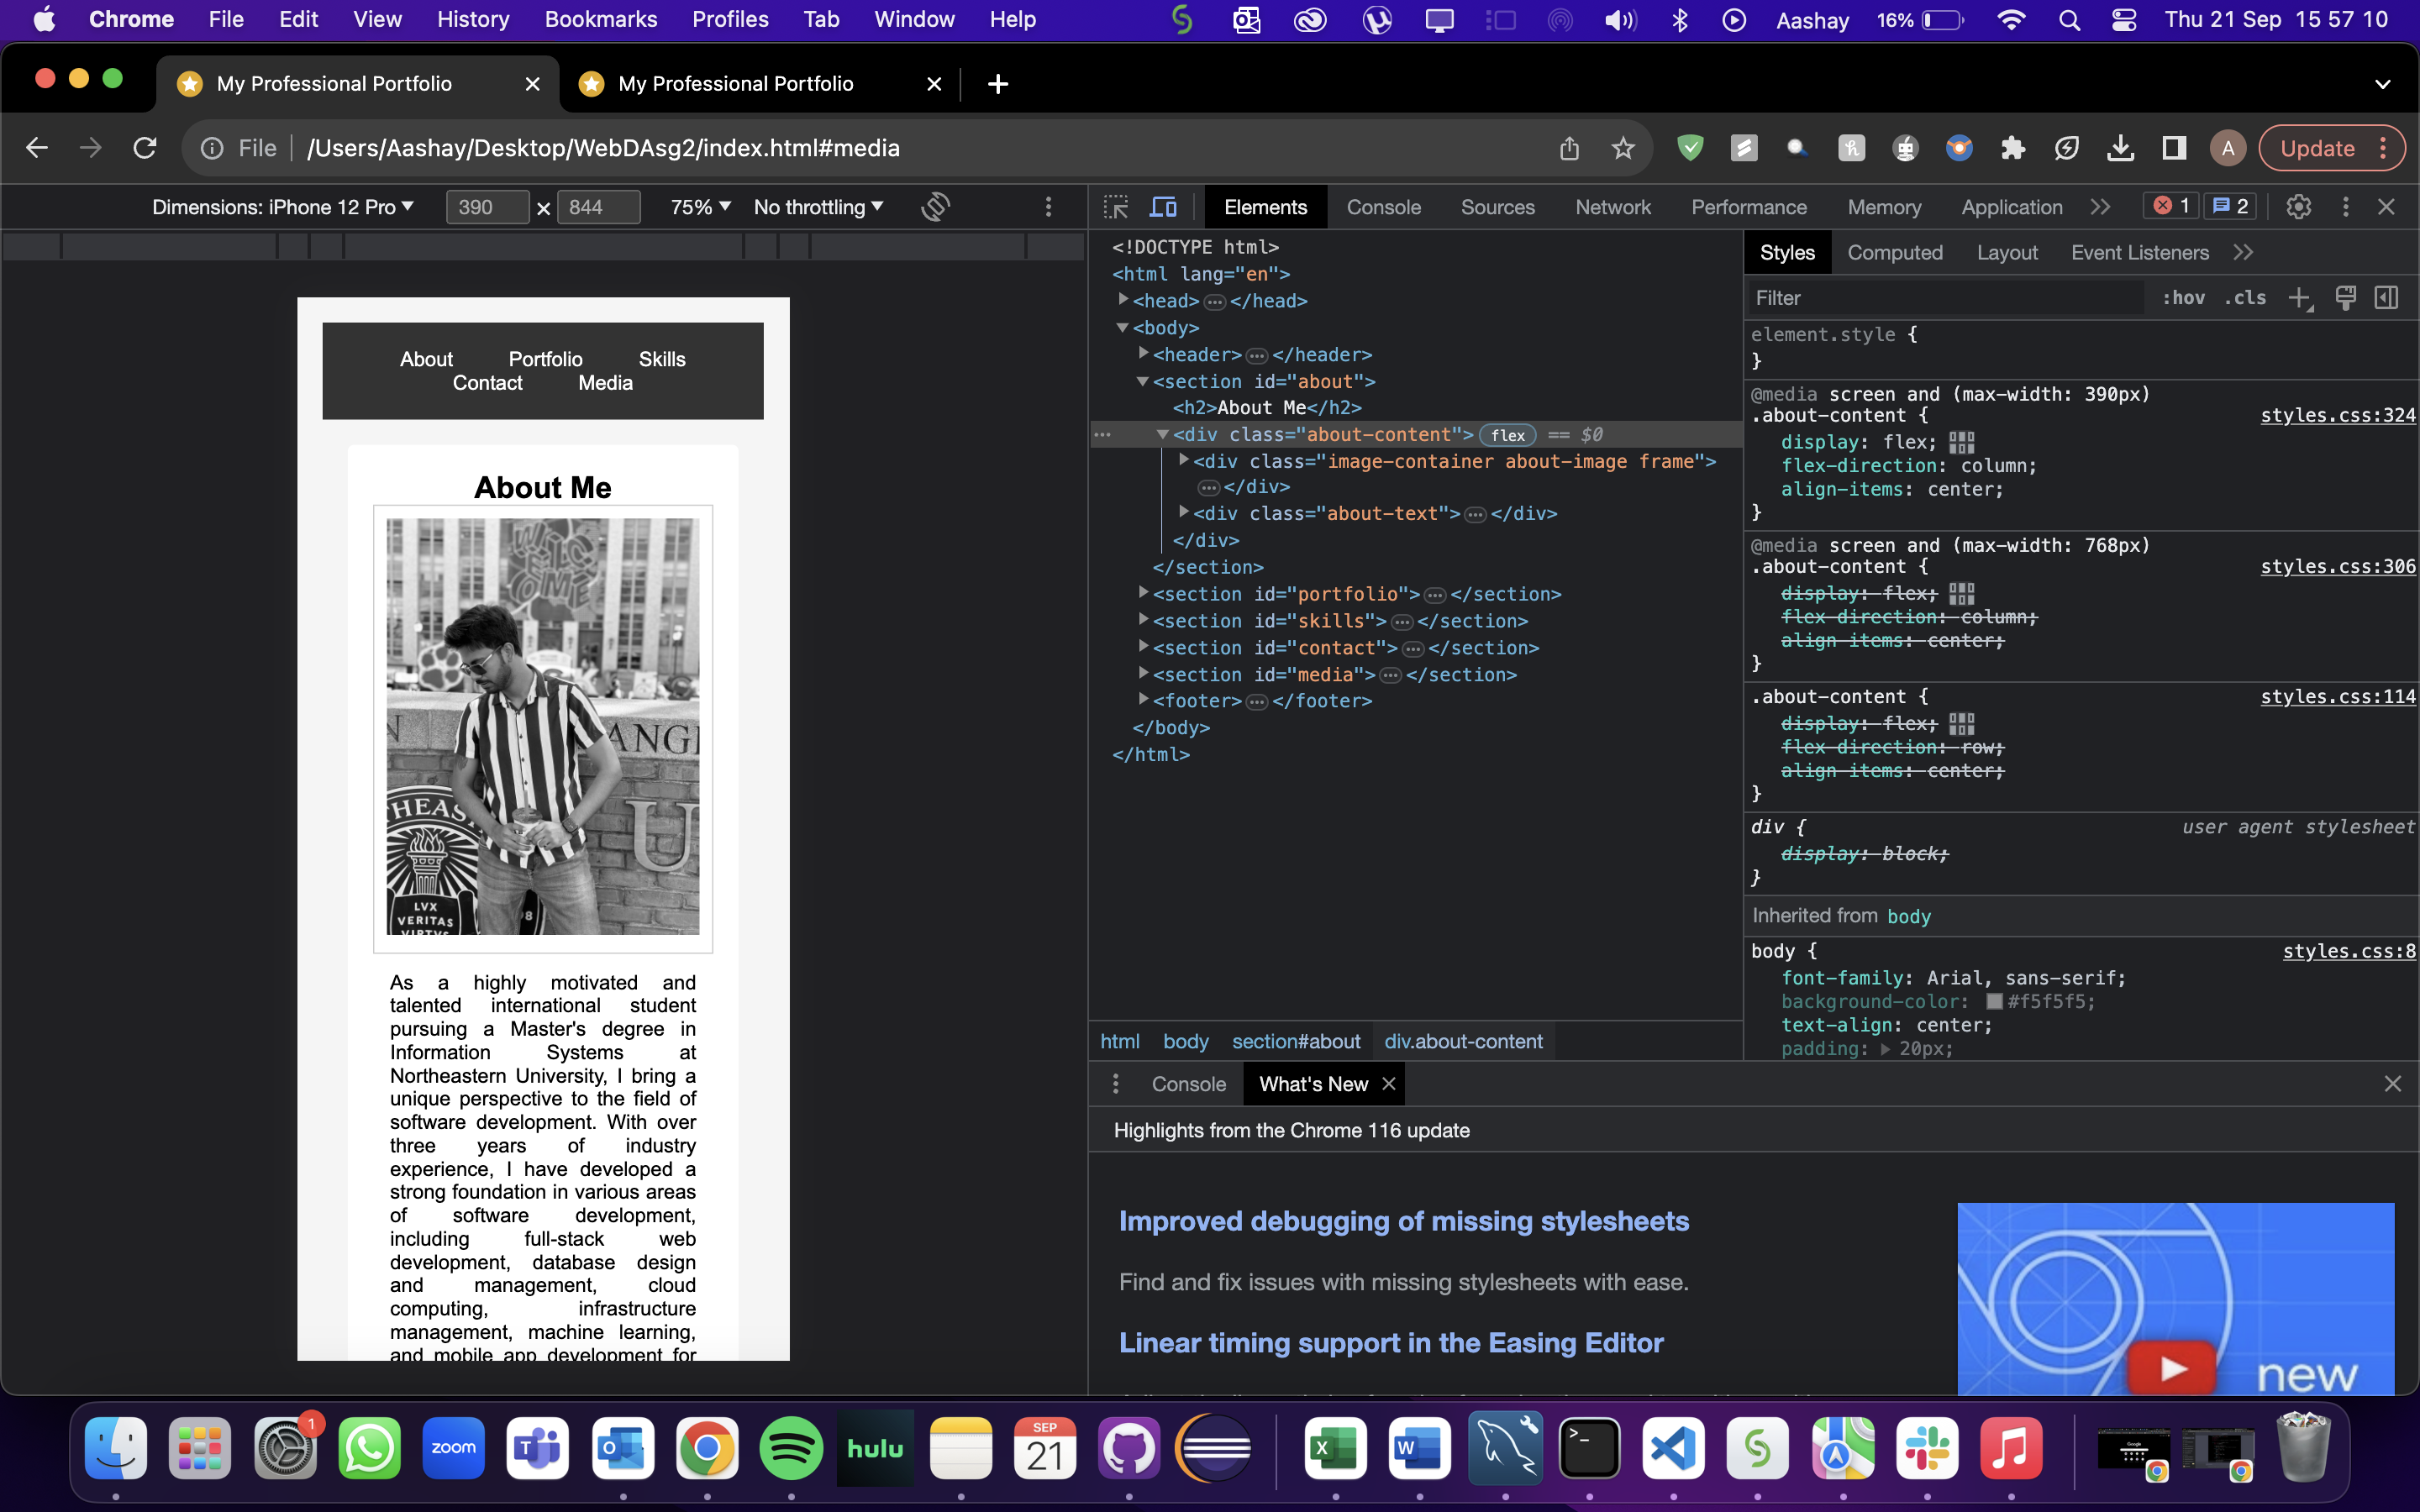 Chrome File Edit View History Bookmarks Profiles Tab Window Help Aashay 16% Thu 21 Sep 15 57 10
My Professional Portfolio My Professional Portfolio
File /Users/Aashay/Desktop/WebDAsg2/index.html#media A Update
Dimensions: iPhone 12 Pro 390 × 844 75% No throttling
Elements Console Sources Network Performance Memory Application 1 2
About Portfolio Skills
Contact Media
About Me
WELCOME
ANG
HEAS
U
LVX
VERITAS
VIRTVS
8
As a highly motivated and
talented international student
pursuing a Master's degree in
Information Systems at
Northeastern University, I bring a
unique perspective to the field of
software development. With over
three years of industry
experience, I have developed a
strong foundation in various areas
of software development,
including full-stack web
development, database design
and management, cloud
computing, infrastructure
management, machine learning,
and mobile app development for
<!DOCTYPE html>
<html lang="en">
<head>…</head>
<body>
<header>…</header>
<section id="about">
<h2>About Me</h2>
<div class="about-content"> flex == $0
<div class="image-container about-image frame">
…</div>
<div class="about-text">…</div>
</div>
</section>
<section id="portfolio">…</section>
<section id="skills">…</section>
<section id="contact">…</section>
<section id="media">…</section>
<footer>…</footer>
</body>
</html>
html body section#about div.about-content
Styles Computed Layout Event Listeners
Filter :hov .cls
element.style {
}
@media screen and (max-width: 390px)
.about-content { styles.css:324
display: flex;
flex-direction: column;
align-items: center;
}
@media screen and (max-width: 768px)
.about-content { styles.css:306
display: flex;
flex-direction: column;
align-items: center;
}
.about-content { styles.css:114
display: flex;
flex-direction: row;
align-items: center;
}
div { user agent stylesheet
display: block;
}
Inherited from body
body { styles.css:8
font-family: Arial, sans-serif;
background-color: #f5f5f5;
text-align: center;
padding: 20px;
Console What's New
Highlights from the Chrome 116 update
Improved debugging of missing stylesheets
Find and fix issues with missing stylesheets with ease.
Linear timing support in the Easing Editor
new
1 zoom T O hulu SEP 21 X W >_